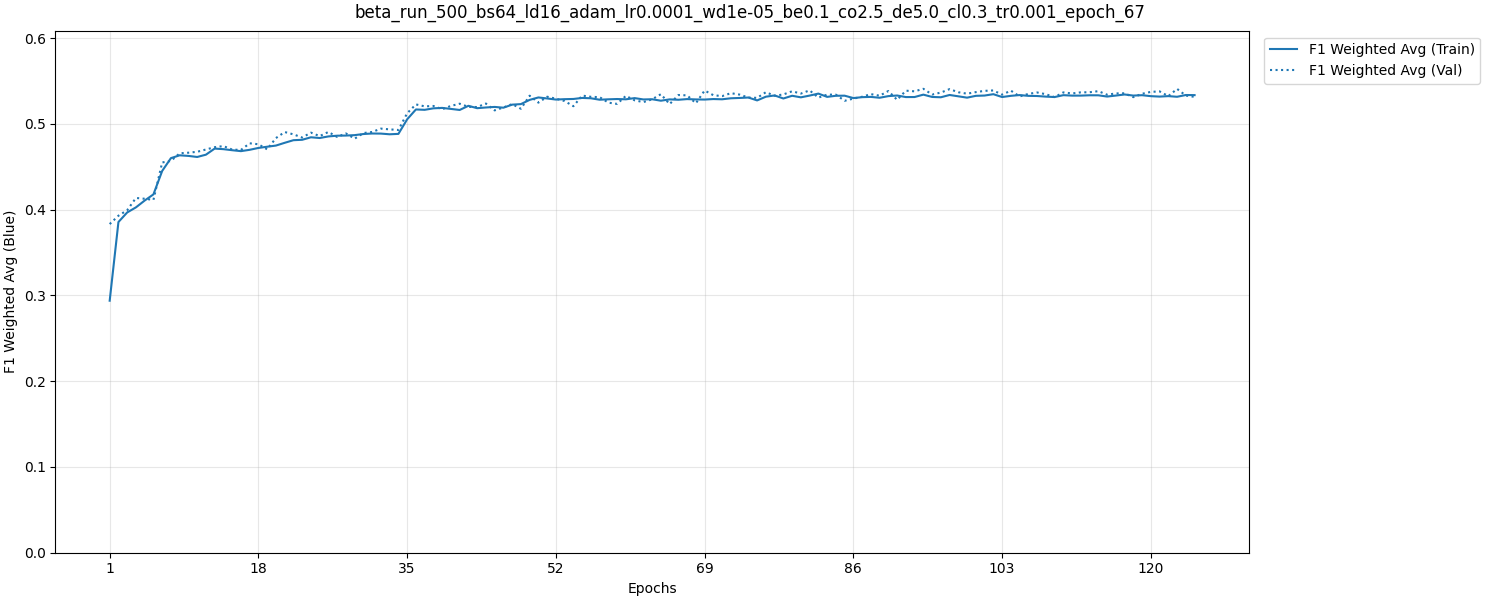 beta_run_500_bs64_ld16_adam_lr0.0001_wd1e-05_be0.1_co2.5_de5.0_cl0.3_tr0.001_epoch_67
F1 Weighted Avg (Train)
F1 Weighted Avg (Val)
F1 Weighted Avg (Blue)
0.6
0.5
0.4
0.3
0.2
0.1
0.0
1 18 35 52 69 86 103 120
Epochs